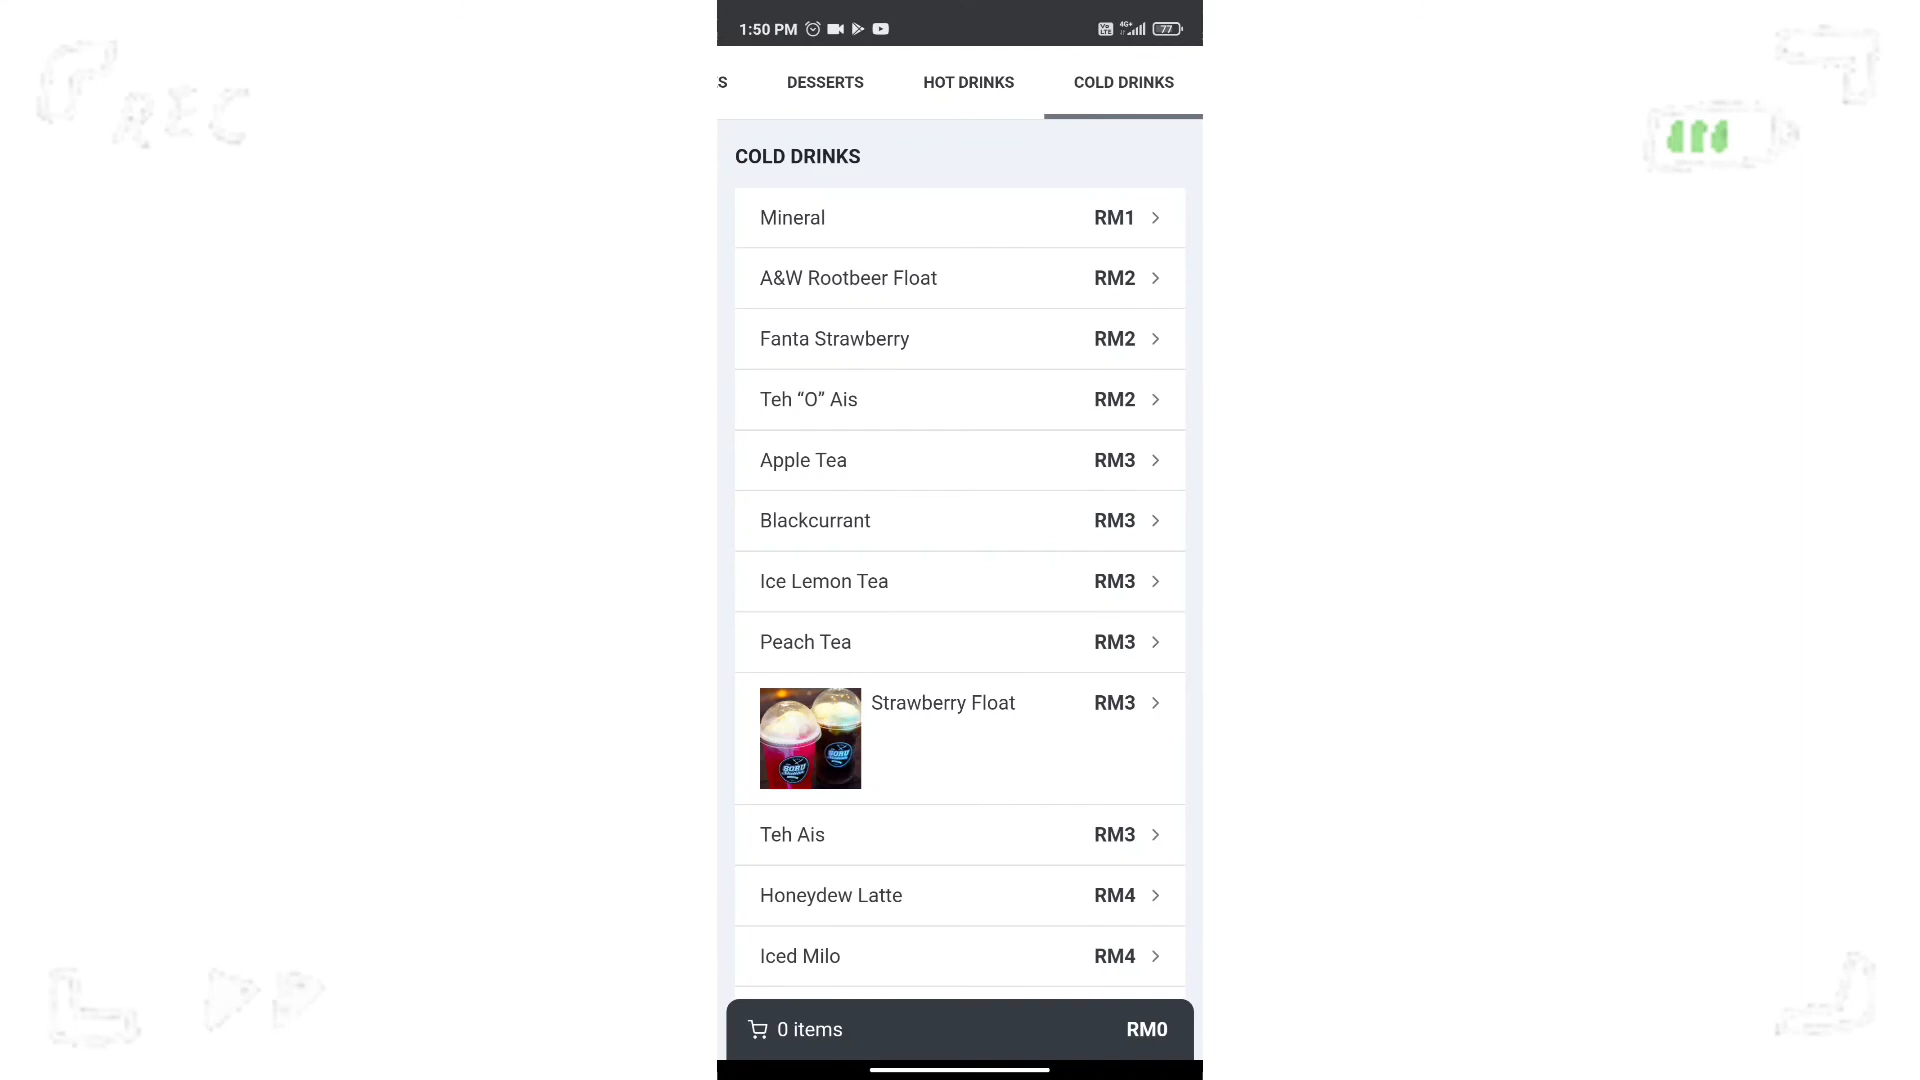 1:50 PM
77
REC
S DESSERTS HOT DRINKS COLD DRINKS
COLD DRINKS
Mineral RM1
A&W Rootbeer Float RM2
Fanta Strawberry RM2
Teh “O” Ais RM2
Apple Tea RM3
Blackcurrant RM3
Ice Lemon Tea RM3
Peach Tea RM3
Strawberry Float RM3
Teh Ais RM3
Honeydew Latte RM4
Iced Milo RM4
0 items RM0